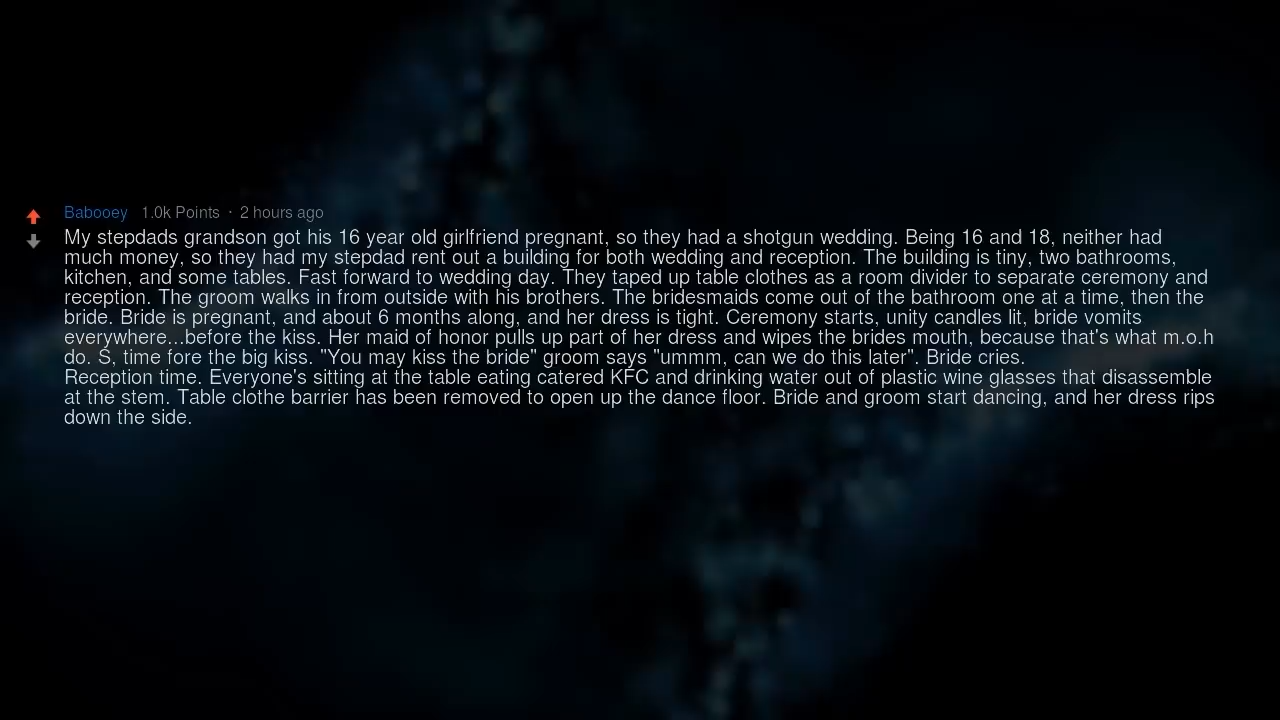 Babooey 1.0k Points · 2 hours ago
My stepdads grandson got his 16 year old girlfriend pregnant, so they had a shotgun wedding. Being 16 and 18, neither had
much money, so they had my stepdad rent out a building for both wedding and reception. The building is tiny, two bathrooms,
kitchen, and some tables. Fast forward to wedding day. They taped up table clothes as a room divider to separate ceremony and
reception. The groom walks in from outside with his brothers. The bridesmaids come out of the bathroom one at a time, then the
bride. Bride is pregnant, and about 6 months along, and her dress is tight. Ceremony starts, unity candles lit, bride vomits
everywhere...before the kiss. Her maid of honor pulls up part of her dress and wipes the brides mouth, because that's what m.o.h
do. S, time fore the big kiss. "You may kiss the bride" groom says "ummm, can we do this later". Bride cries.
Reception time. Everyone's sitting at the table eating catered KFC and drinking water out of plastic wine glasses that disassemble
at the stem. Table clothe barrier has been removed to open up the dance floor. Bride and groom start dancing, and her dress rips
down the side.